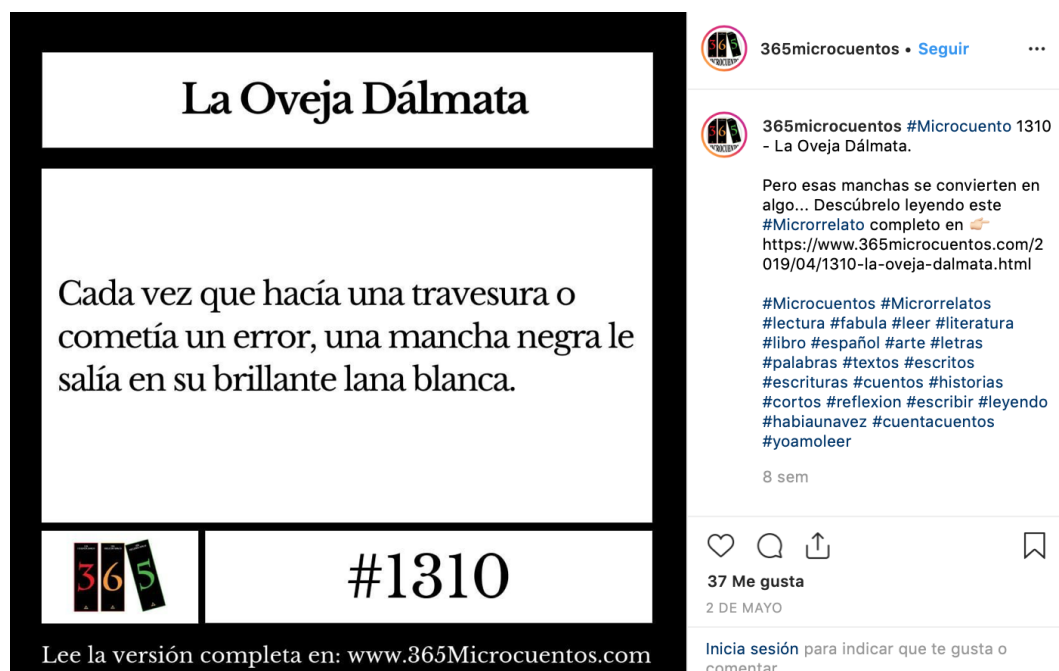 La Oveja Dálmata
Cada vez que hacía una travesura o
cometía un error, una mancha negra le
salía en su brillante lana blanca.
365
#1310
Lee la versión completa en: www.365Microcuentos.com
365microcuentos • Seguir
365microcuentos #Microcuento 1310
- La Oveja Dálmata.
Pero esas manchas se convierten en
algo... Descúbrelo leyendo este
#Microrrelato completo en 👉🏻
https://www.365microcuentos.com/2
019/04/1310-la-oveja-dalmata.html
#Microcuentos #Microrrelatos
#lectura #fabula #leer #literatura
#libro #español #arte #letras
#palabras #textos #escritos
#escrituras #cuentos #historias
#cortos #reflexion #escribir #leyendo
#habiaunavez #cuentacuentos
#yoamoleer
8 sem
37 Me gusta
2 DE MAYO
Inicia sesión para indicar que te gusta o
comentar